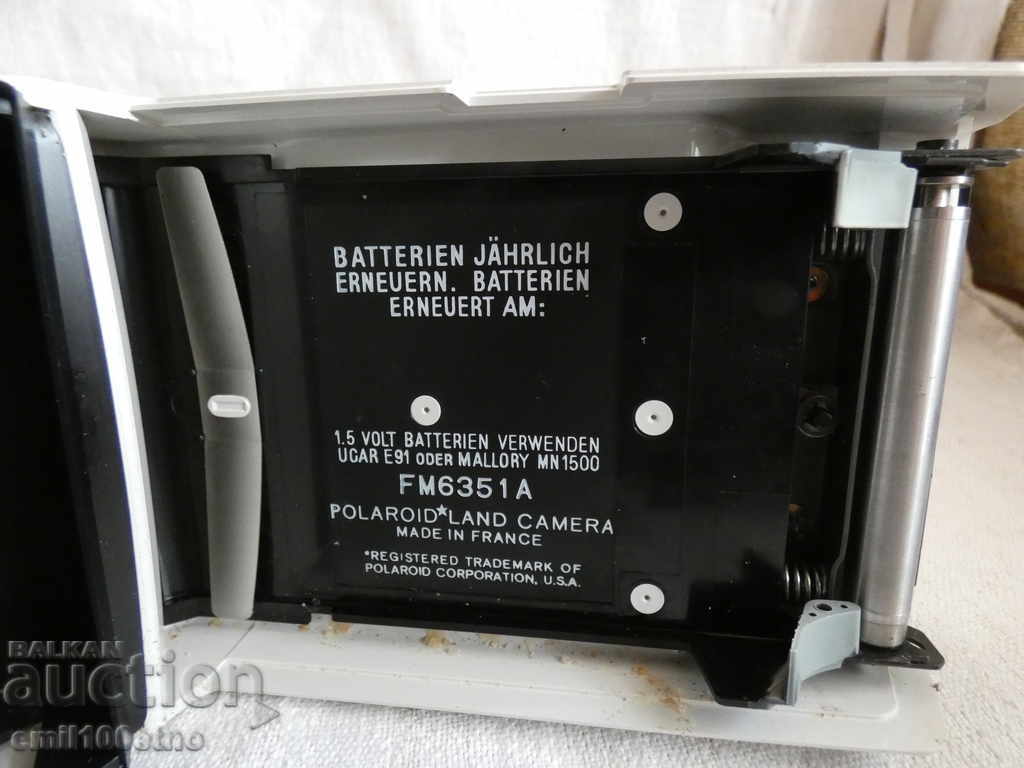 BATTERIEN JÄHRLICH
ERNEUERN. BATTERIEN
ERNEUERT AM:
1.5 VOLT BATTERIEN VERWENDEN
UCAR E91 ODER MALLORY MN1500
FM6351A
POLAROID*LAND CAMERA
MADE IN FRANCE
*REGISTERED TRADEMARK OF
POLAROID CORPORATION, U.S.A.
BALKAN
auction
emil100etno